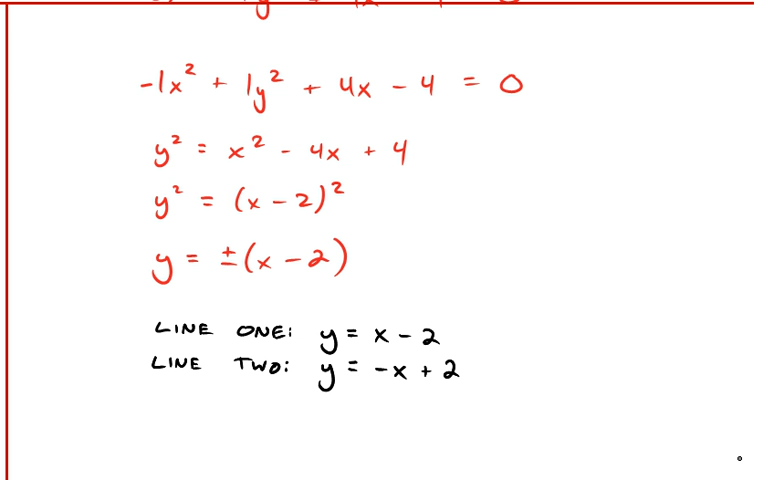 -1x² + 1y² + 4x - 4 = 0
y² = x² - 4x + 4
y² = (x - 2)²
y = ±(x - 2)
LINE ONE: y = x - 2
LINE TWO: y = -x + 2